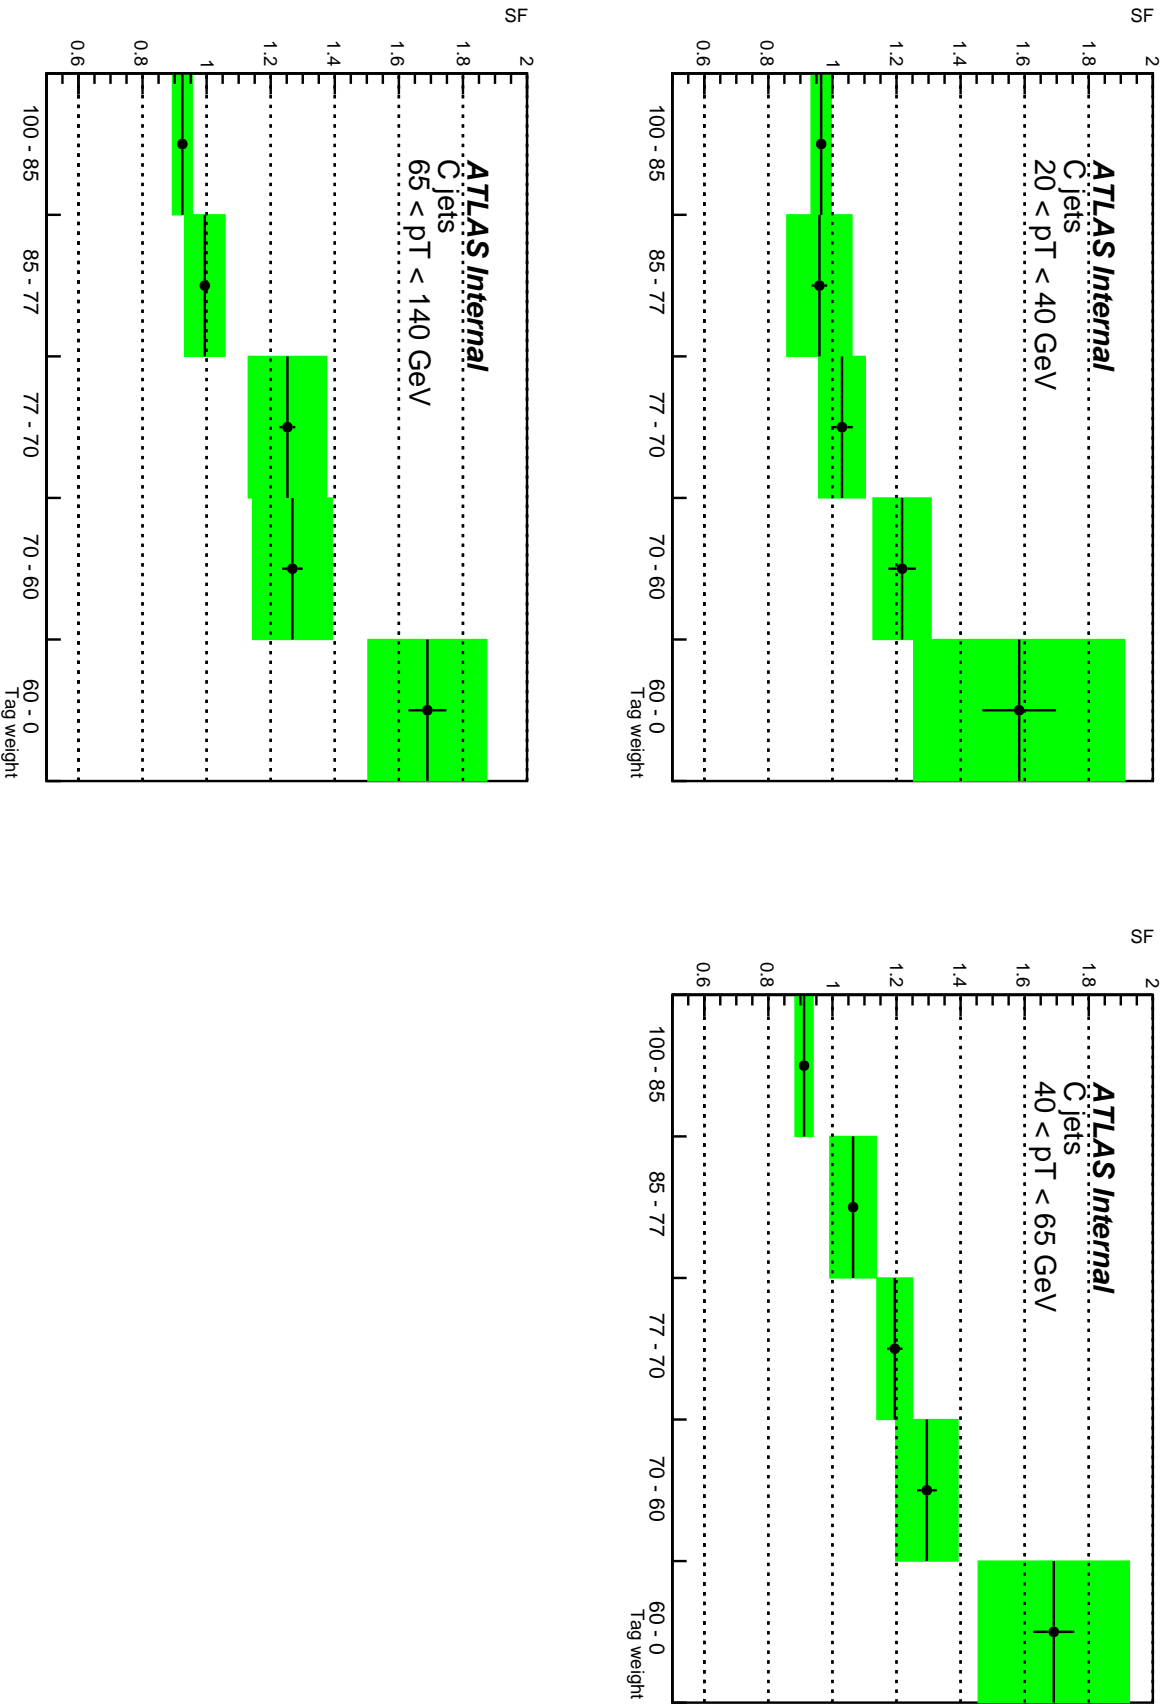 SF
2
1.8
1.6
1.4
1.2
1
0.8
0.6
ATLAS Internal
C jets
20 < pT < 40 GeV
100 - 85
85 - 77
77 - 70
70 - 60
60 - 0
Tag weight
SF
2
1.8
1.6
1.4
1.2
1
0.8
0.6
ATLAS Internal
C jets
40 < pT < 65 GeV
100 - 85
85 - 77
77 - 70
70 - 60
60 - 0
Tag weight
SF
2
1.8
1.6
1.4
1.2
1
0.8
0.6
ATLAS Internal
C jets
65 < pT < 140 GeV
100 - 85
85 - 77
77 - 70
70 - 60
60 - 0
Tag weight